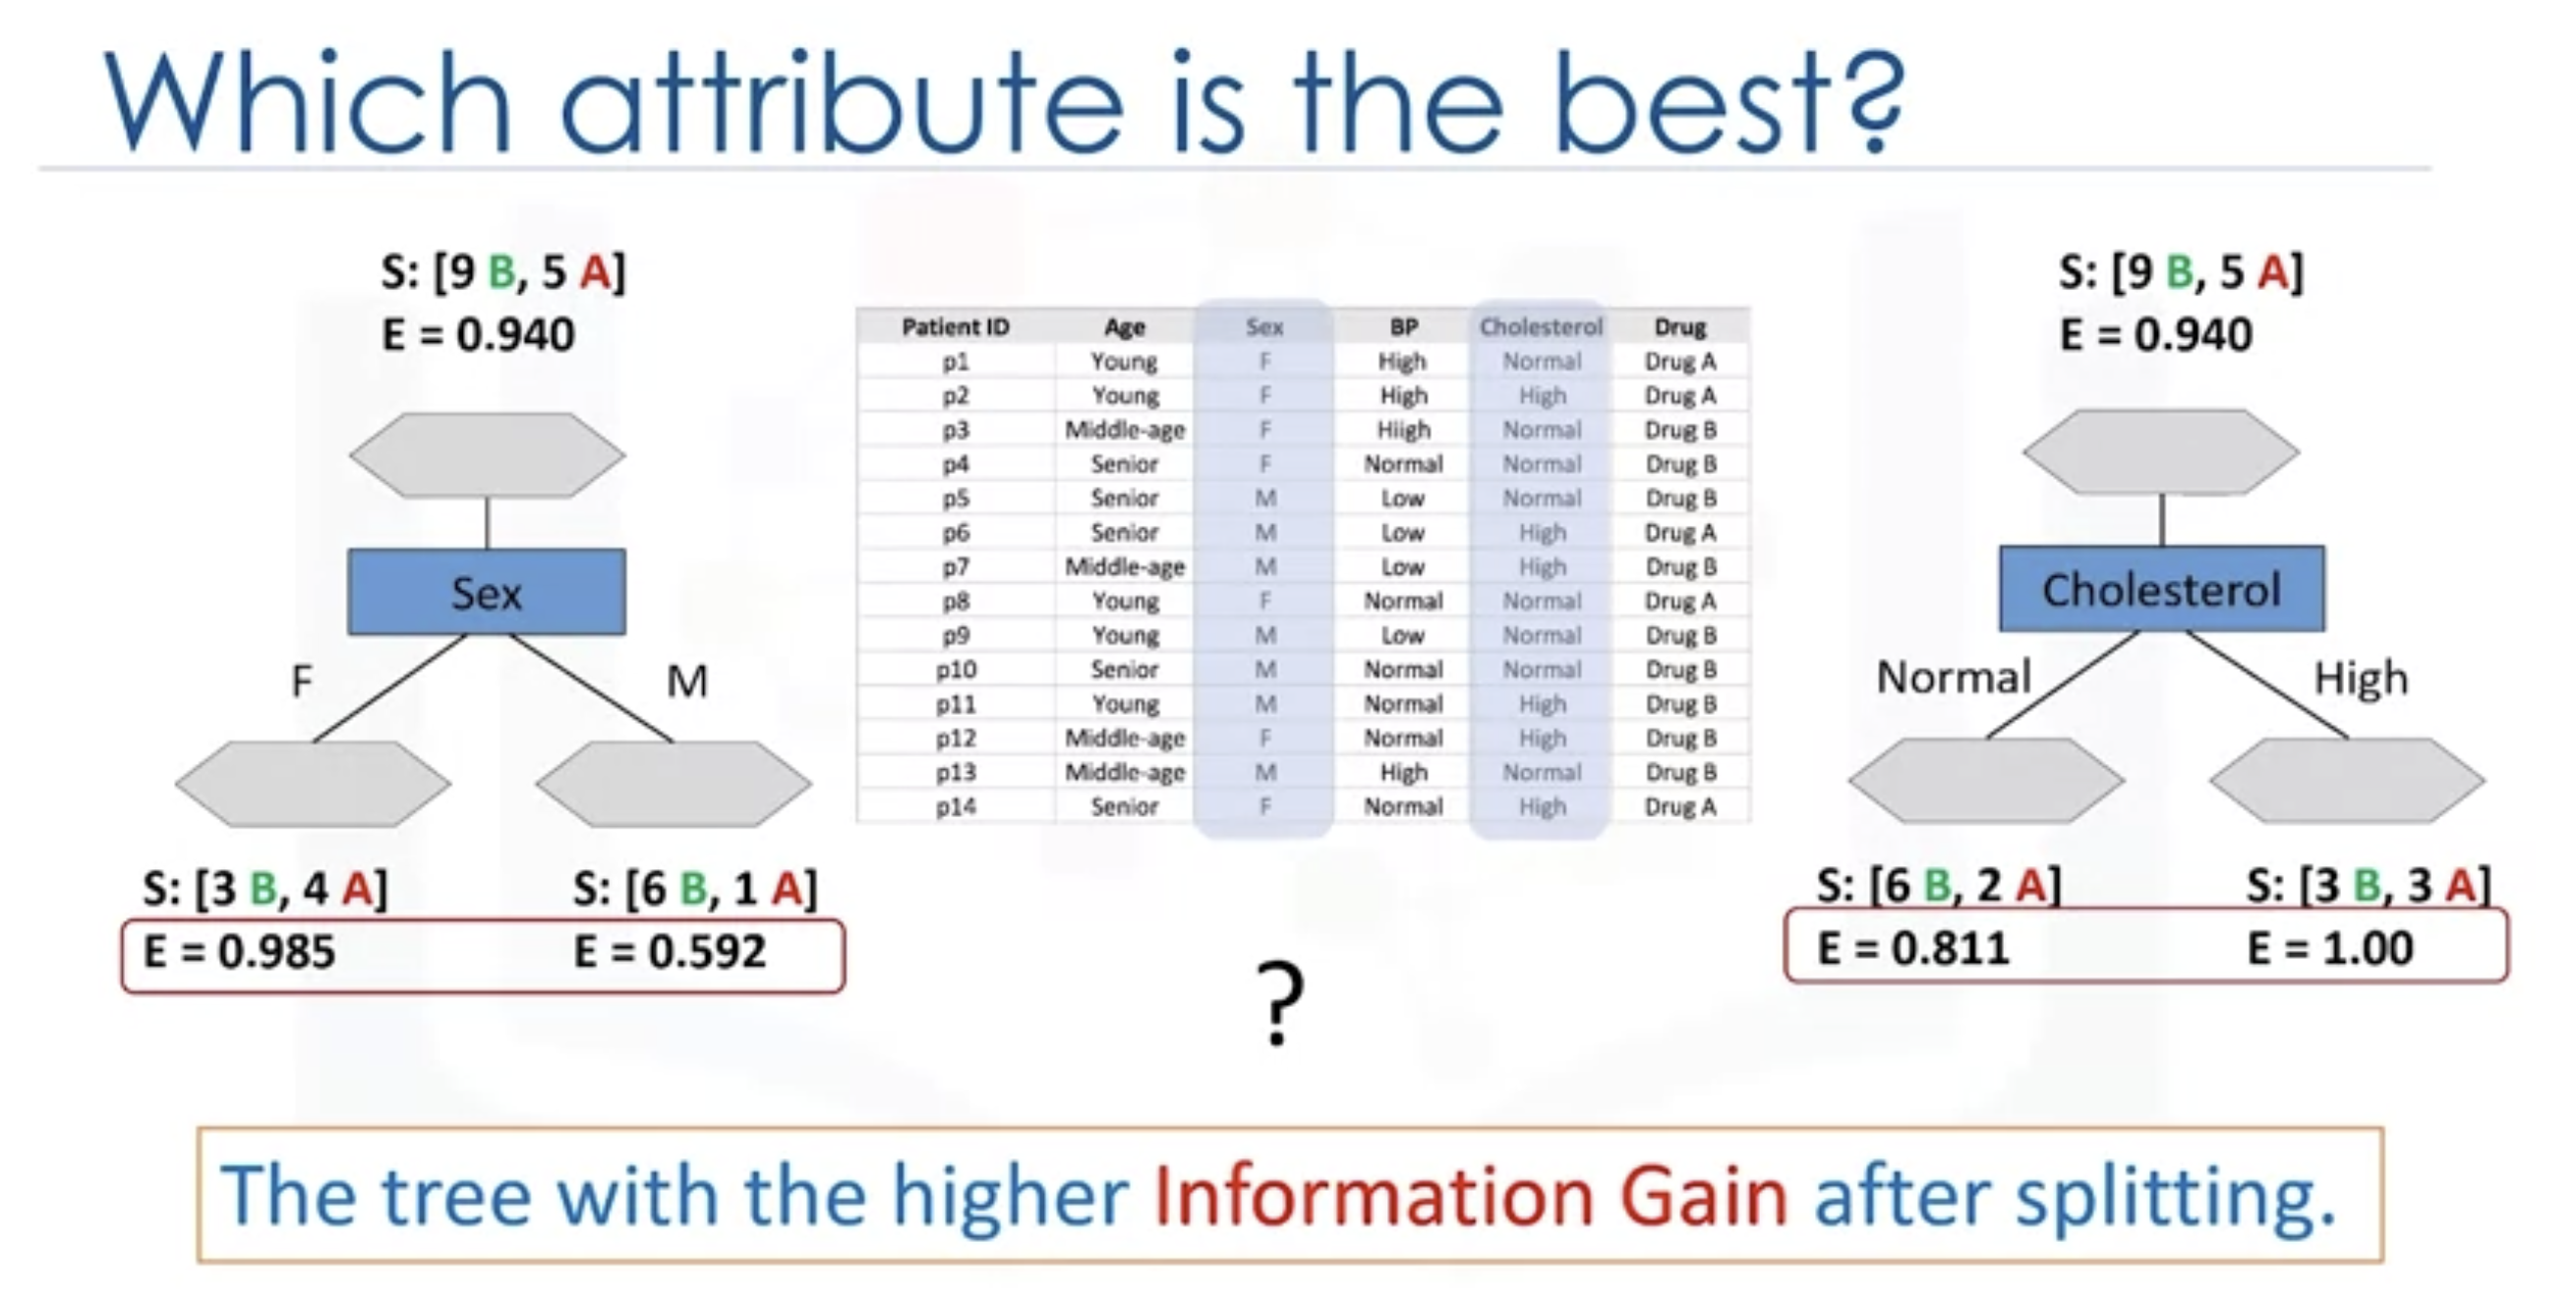 Which attribute is the best?
S: [9 B, 5 A]
E = 0.940
Sex
F
M
S: [3 B, 4 A]
S: [6 B, 1 A]
E = 0.985
E = 0.592
Patient ID Age Sex BP Cholesterol Drug
p1 Young F High Normal Drug A
p2 Young F High High Drug A
p3 Middle-age F Hiigh Normal Drug B
p4 Senior F Normal Normal Drug B
p5 Senior M Low Normal Drug B
p6 Senior M Low High Drug A
p7 Middle-age M Low High Drug B
p8 Young F Normal Normal Drug A
p9 Young M Low Normal Drug B
p10 Senior M Normal Normal Drug B
p11 Young M Normal High Drug B
p12 Middle-age F Normal High Drug B
p13 Middle-age M High Normal Drug B
p14 Senior F Normal High Drug A
?
S: [9 B, 5 A]
E = 0.940
Cholesterol
Normal
High
S: [6 B, 2 A]
S: [3 B, 3 A]
E = 0.811
E = 1.00
The tree with the higher Information Gain after splitting.